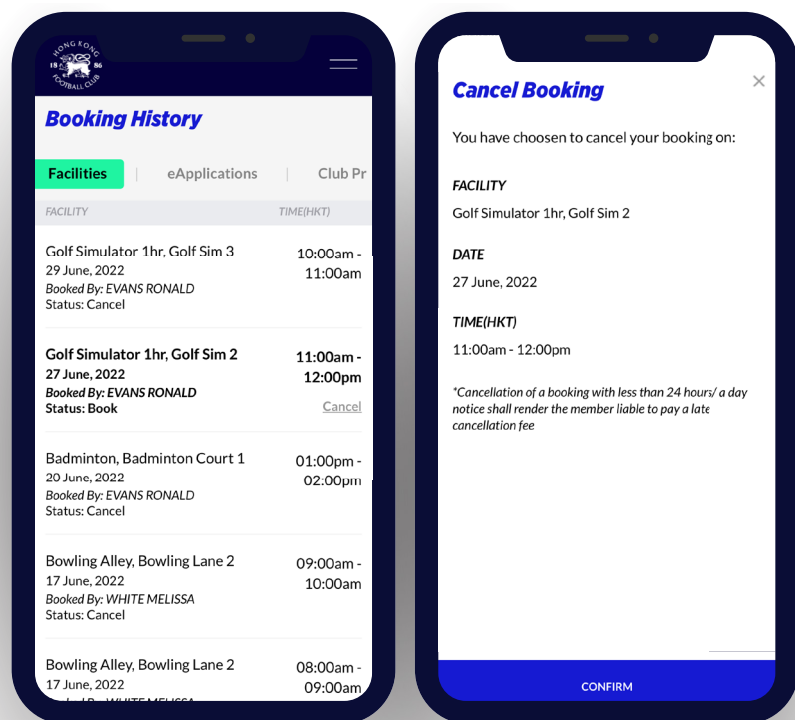 HONG KONG
18 86
FOOTBALL CLUB
Booking History
Facilities | eApplications | Club Pr
FACILITY TIME(HKT)
Golf Simulator 1hr, Golf Sim 3 10:00am -
29 June, 2022 11:00am
Booked By: EVANS RONALD
Status: Cancel
Golf Simulator 1hr, Golf Sim 2 11:00am -
27 June, 2022 12:00pm
Booked By: EVANS RONALD
Status: Book Cancel
Badminton, Badminton Court 1 01:00pm -
20 June, 2022 02:00pm
Booked By: EVANS RONALD
Status: Cancel
Bowling Alley, Bowling Lane 2 09:00am -
17 June, 2022 10:00am
Booked By: WHITE MELISSA
Status: Cancel
Bowling Alley, Bowling Lane 2 08:00am -
17 June, 2022 09:00am
Booked By: WHITE MELISSA
Cancel Booking
You have choosen to cancel your booking on:
FACILITY
Golf Simulator 1hr, Golf Sim 2
DATE
27 June, 2022
TIME(HKT)
11:00am - 12:00pm
*Cancellation of a booking with less than 24 hours/ a day
notice shall render the member liable to pay a late
cancellation fee
CONFIRM